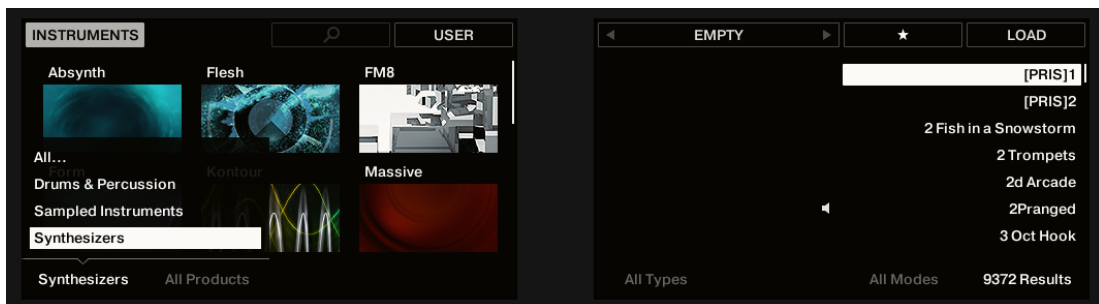 INSTRUMENTS
USER
Absynth
Flesh
FM8
All...
Form
Kontour
Massive
Drums & Percussion
Sampled Instruments
Synthesizers
Synthesizers
All Products
EMPTY
★
LOAD
[PRIS]1
[PRIS]2
2 Fish in a Snowstorm
2 Trompets
2d Arcade
2Pranged
3 Oct Hook
All Types
All Modes
9372 Results